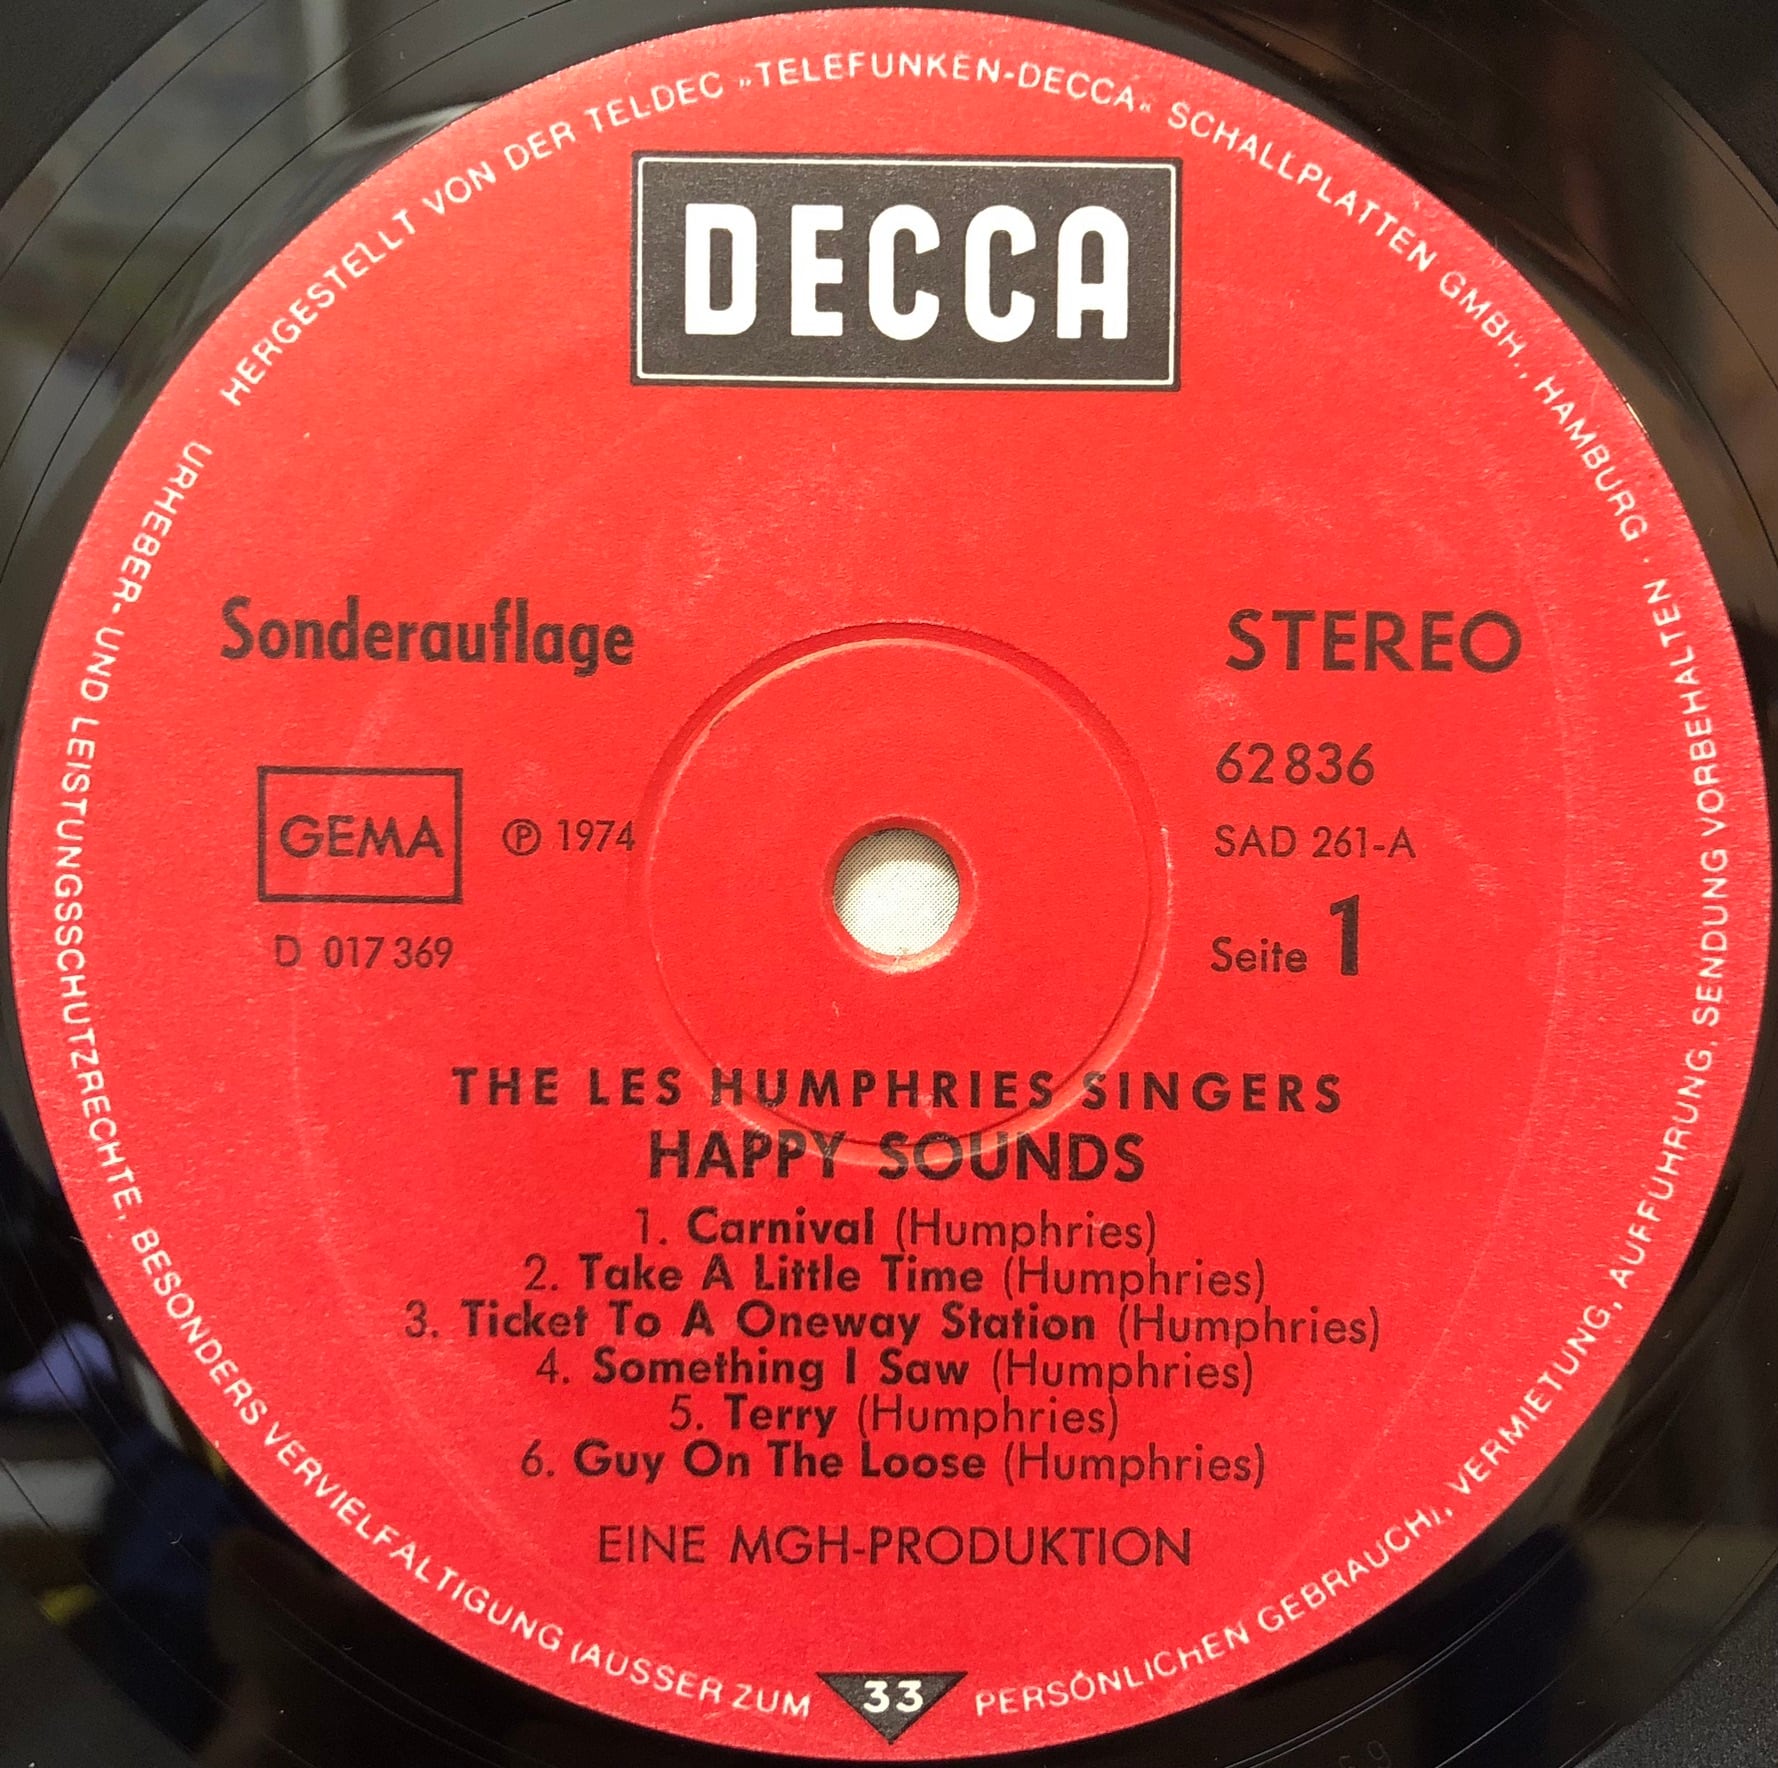 HERGESTELLT VON DER TELDEC „TELEFUNKEN-DECCA“ SCHALLPLATTEN GMBH., HAMBURG ·
URHEBER- UND LEISTUNGSSCHUTZRECHTE, BESONDERS VERVIELFÄLTIGUNG (AUSSER ZUM PERSÖNLICHEN GEBRAUCH), VERMIETUNG, AUFFÜHRUNG, SENDUNG VORBEHALTEN
DECCA
Sonderauflage
STEREO
GEMA
℗ 1974
D 017 369
62836
SAD 261-A
Seite 1
THE LES HUMPHRIES SINGERS
HAPPY SOUNDS
1. Carnival (Humphries)
2. Take A Little Time (Humphries)
3. Ticket To A Oneway Station (Humphries)
4. Something I Saw (Humphries)
5. Terry (Humphries)
6. Guy On The Loose (Humphries)
EINE MGH-PRODUKTION
33